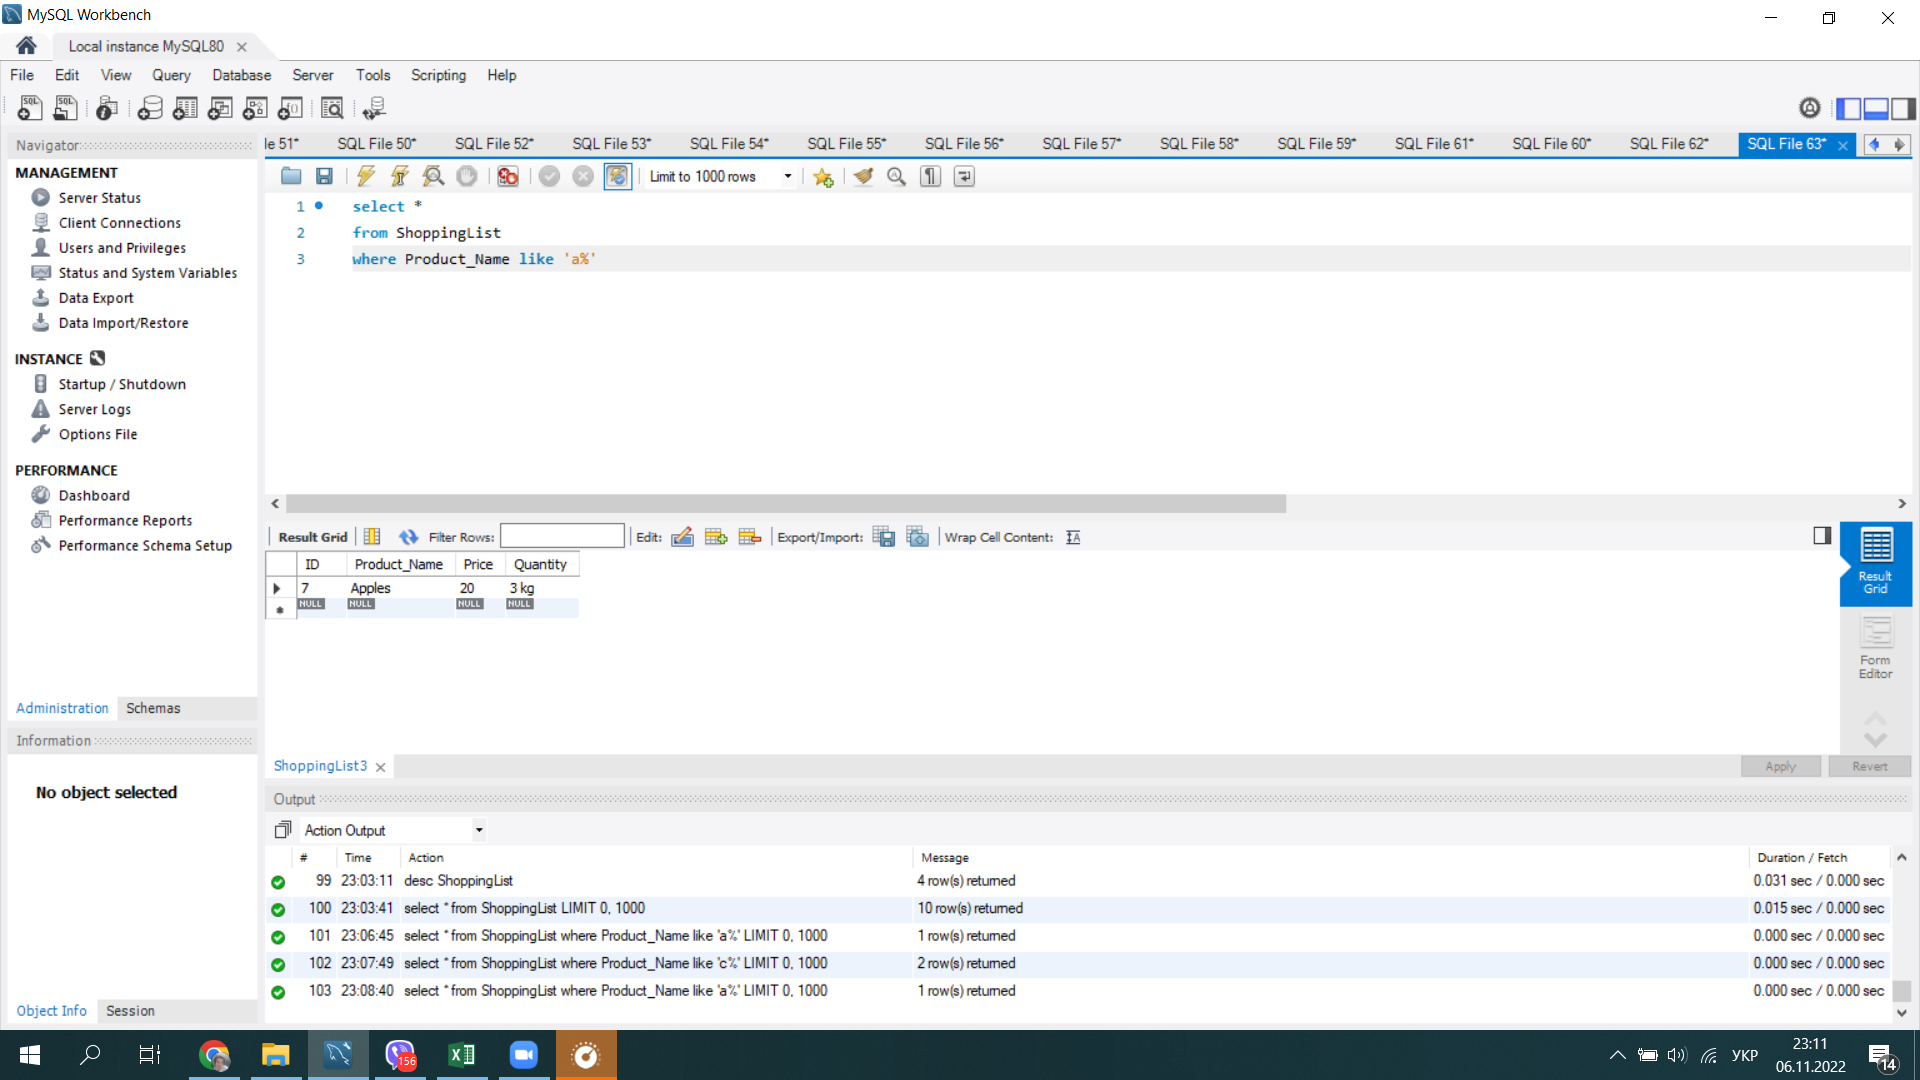 MySQL Workbench
Local instance MySQL80
File Edit View Query Database Server Tools Scripting Help
Navigator
MANAGEMENT
Server Status
Client Connections
Users and Privileges
Status and System Variables
Data Export
Data Import/Restore
INSTANCE
Startup / Shutdown
Server Logs
Options File
PERFORMANCE
Dashboard
Performance Reports
Performance Schema Setup
Administration Schemas
Information
No object selected
Object Info Session
le 51* SQL File 50* SQL File 52* SQL File 53* SQL File 54* SQL File 55* SQL File 56* SQL File 57* SQL File 58* SQL File 59* SQL File 61* SQL File 60* SQL File 62* SQL File 63*
Limit to 1000 rows
1 select *
2 from ShoppingList
3 where Product_Name like 'a%'
Result Grid Filter Rows: Edit: Export/Import: Wrap Cell Content:
ID Product_Name Price Quantity
7 Apples 20 3 kg
NULL NULL NULL NULL
Result Grid
Form Editor
ShoppingList3
Apply Revert
Output
Action Output
# Time Action Message Duration / Fetch
99 23:03:11 desc ShoppingList 4 row(s) returned 0.031 sec / 0.000 sec
100 23:03:41 select * from ShoppingList LIMIT 0, 1000 10 row(s) returned 0.015 sec / 0.000 sec
101 23:06:45 select * from ShoppingList where Product_Name like 'a%' LIMIT 0, 1000 1 row(s) returned 0.000 sec / 0.000 sec
102 23:07:49 select * from ShoppingList where Product_Name like 'c%' LIMIT 0, 1000 2 row(s) returned 0.000 sec / 0.000 sec
103 23:08:40 select * from ShoppingList where Product_Name like 'a%' LIMIT 0, 1000 1 row(s) returned 0.000 sec / 0.000 sec
156
УКР
23:11
06.11.2022
14